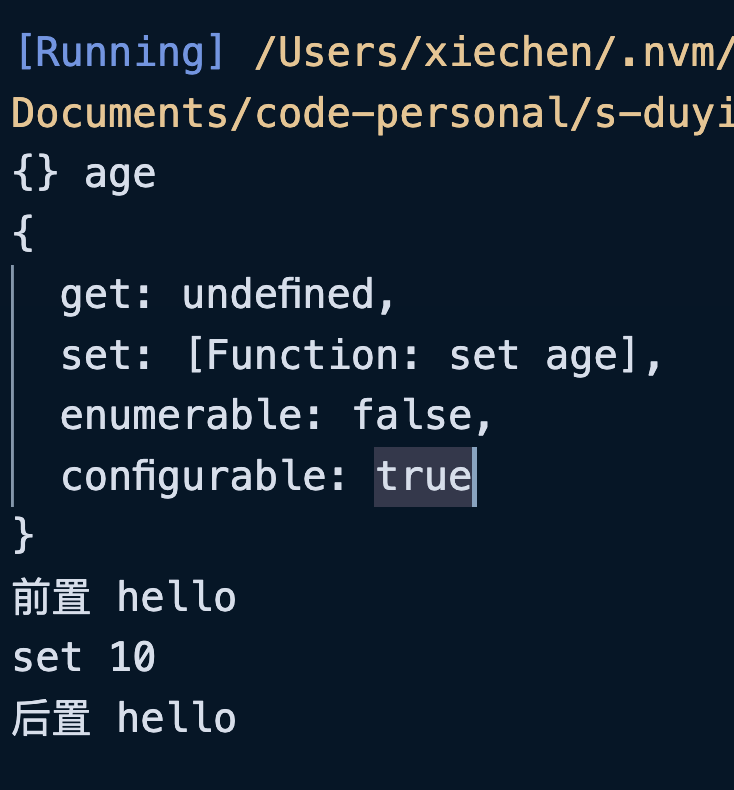 [Running] /Users/xiechen/.nvm/
Documents/code-personal/s-duyi
{} age
{
  get: undefined,
  set: [Function: set age],
  enumerable: false,
  configurable: true
}
前置 hello
set 10
后置 hello